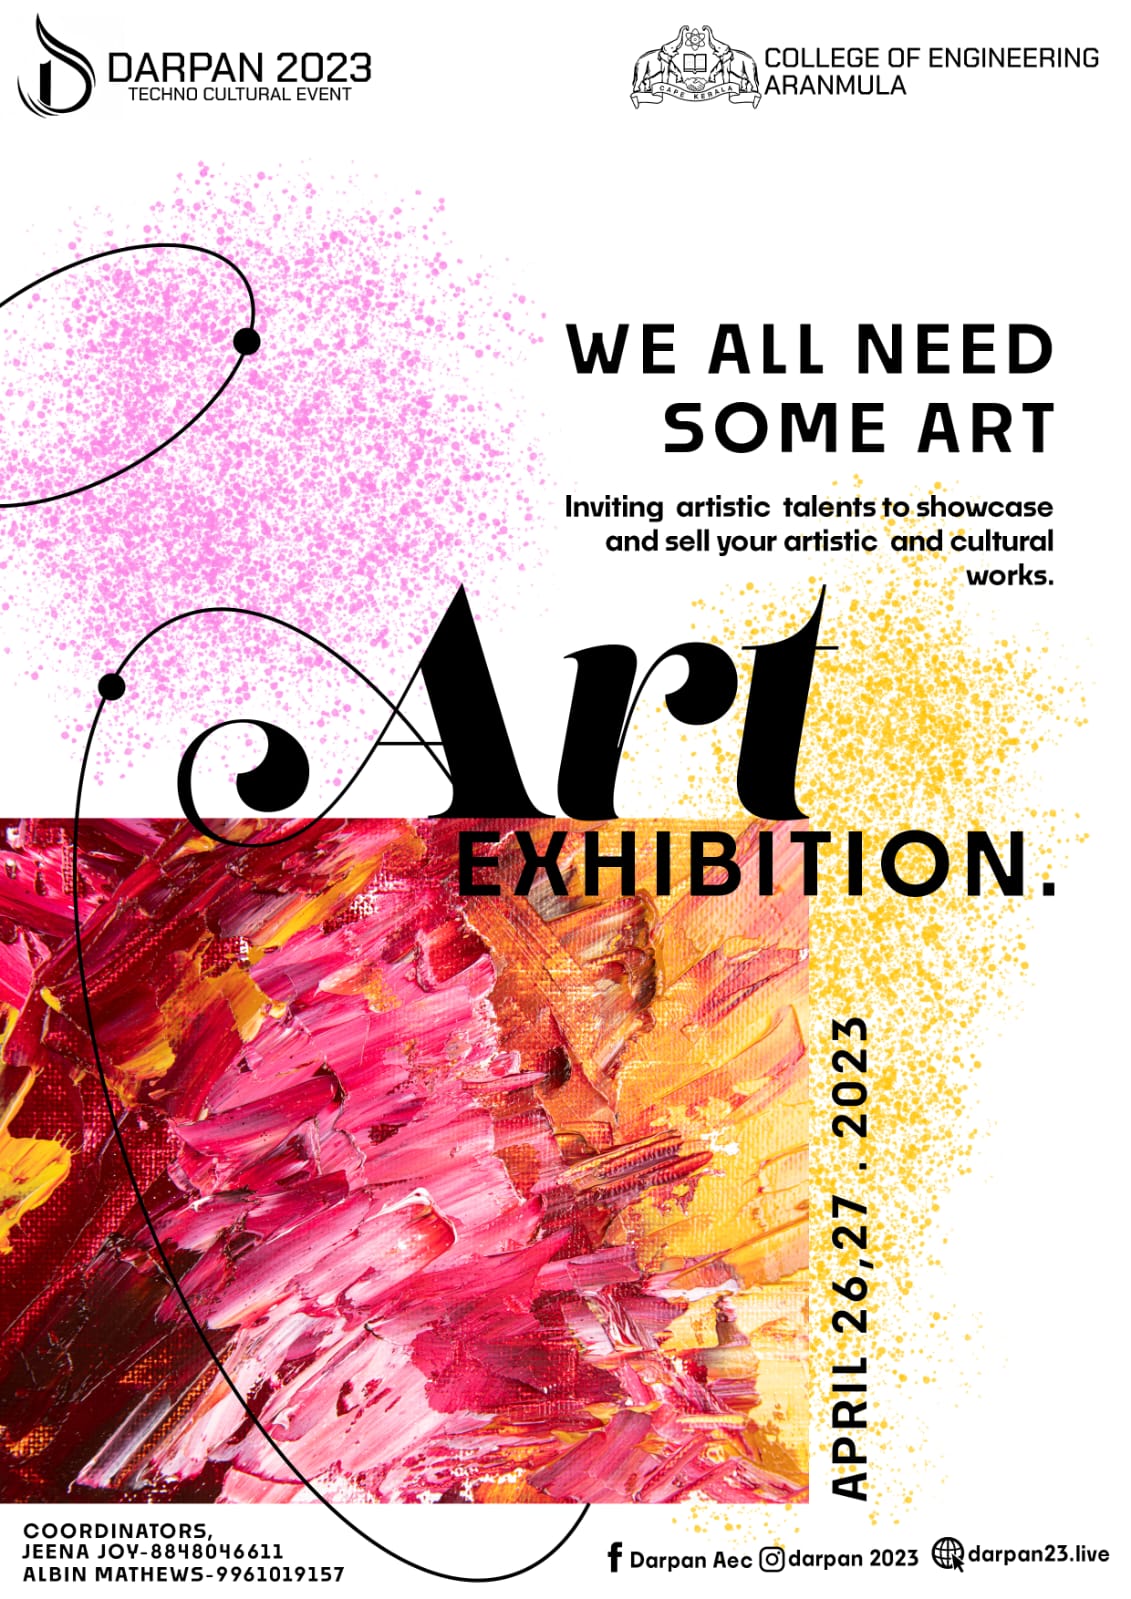 DARPAN 2023
TECHNO CULTURAL EVENT
CAPE KERALA
COLLEGE OF ENGINEERING
ARANMULA
WE ALL NEED
SOME ART
Inviting artistic talents to showcase
and sell your artistic and cultural
works.
Art
EXHIBITION.
APRIL 26,27 . 2023
COORDINATORS,
JEENA JOY-8848046611
ALBIN MATHEWS-9961019157
Darpan Aec
darpan 2023
darpan23.live